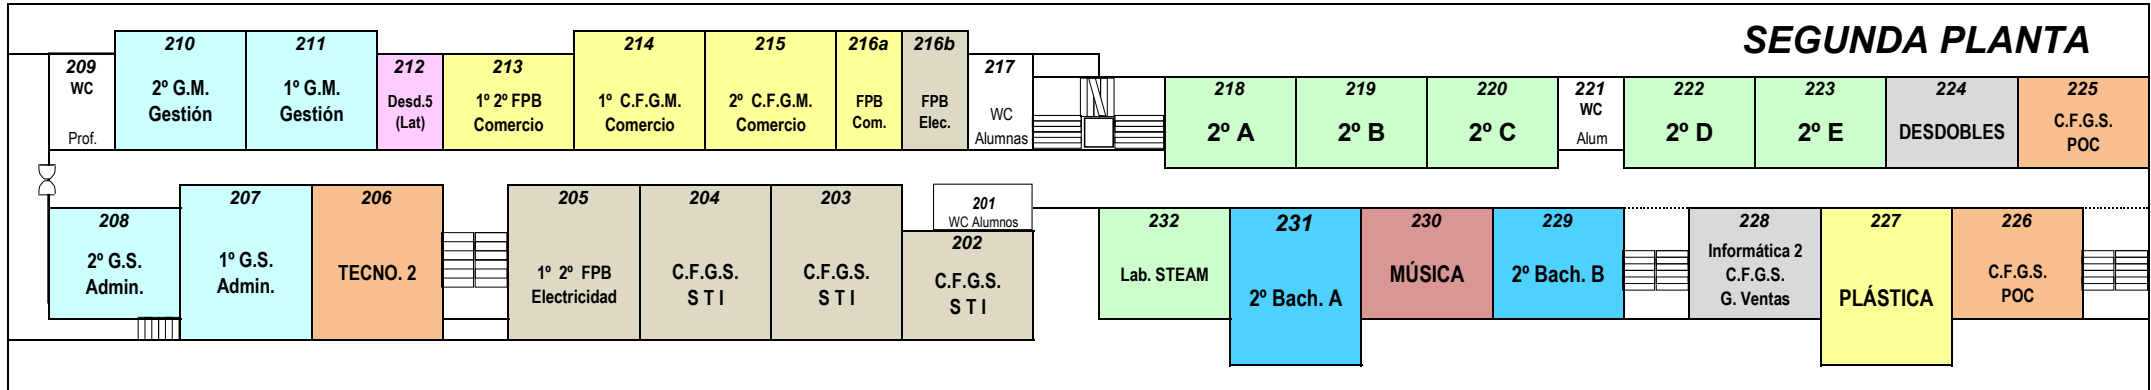 SEGUNDA PLANTA
209
WC
Prof.
210
2º G.M.
Gestión
211
1º G.M.
Gestión
212
Desd.5
(Lat)
213
1º 2º FPB
Comercio
214
1º C.F.G.M.
Comercio
215
2º C.F.G.M.
Comercio
216a
FPB
Com.
216b
FPB
Elec.
217
WC
Alumnas
218
2º A
219
2º B
220
2º C
221
WC
Alum
222
2º D
223
2º E
224
DESDOBLES
225
C.F.G.S.
POC
208
2º G.S.
Admin.
207
1º G.S.
Admin.
206
TECNO. 2
205
1º 2º FPB
Electricidad
204
C.F.G.S.
S T I
203
C.F.G.S.
S T I
201
WC Alumnos
202
C.F.G.S.
S T I
232
Lab. STEAM
231
2º Bach. A
230
MÚSICA
229
2º Bach. B
228
Informática 2
C.F.G.S.
G. Ventas
227
PLÁSTICA
226
C.F.G.S.
POC